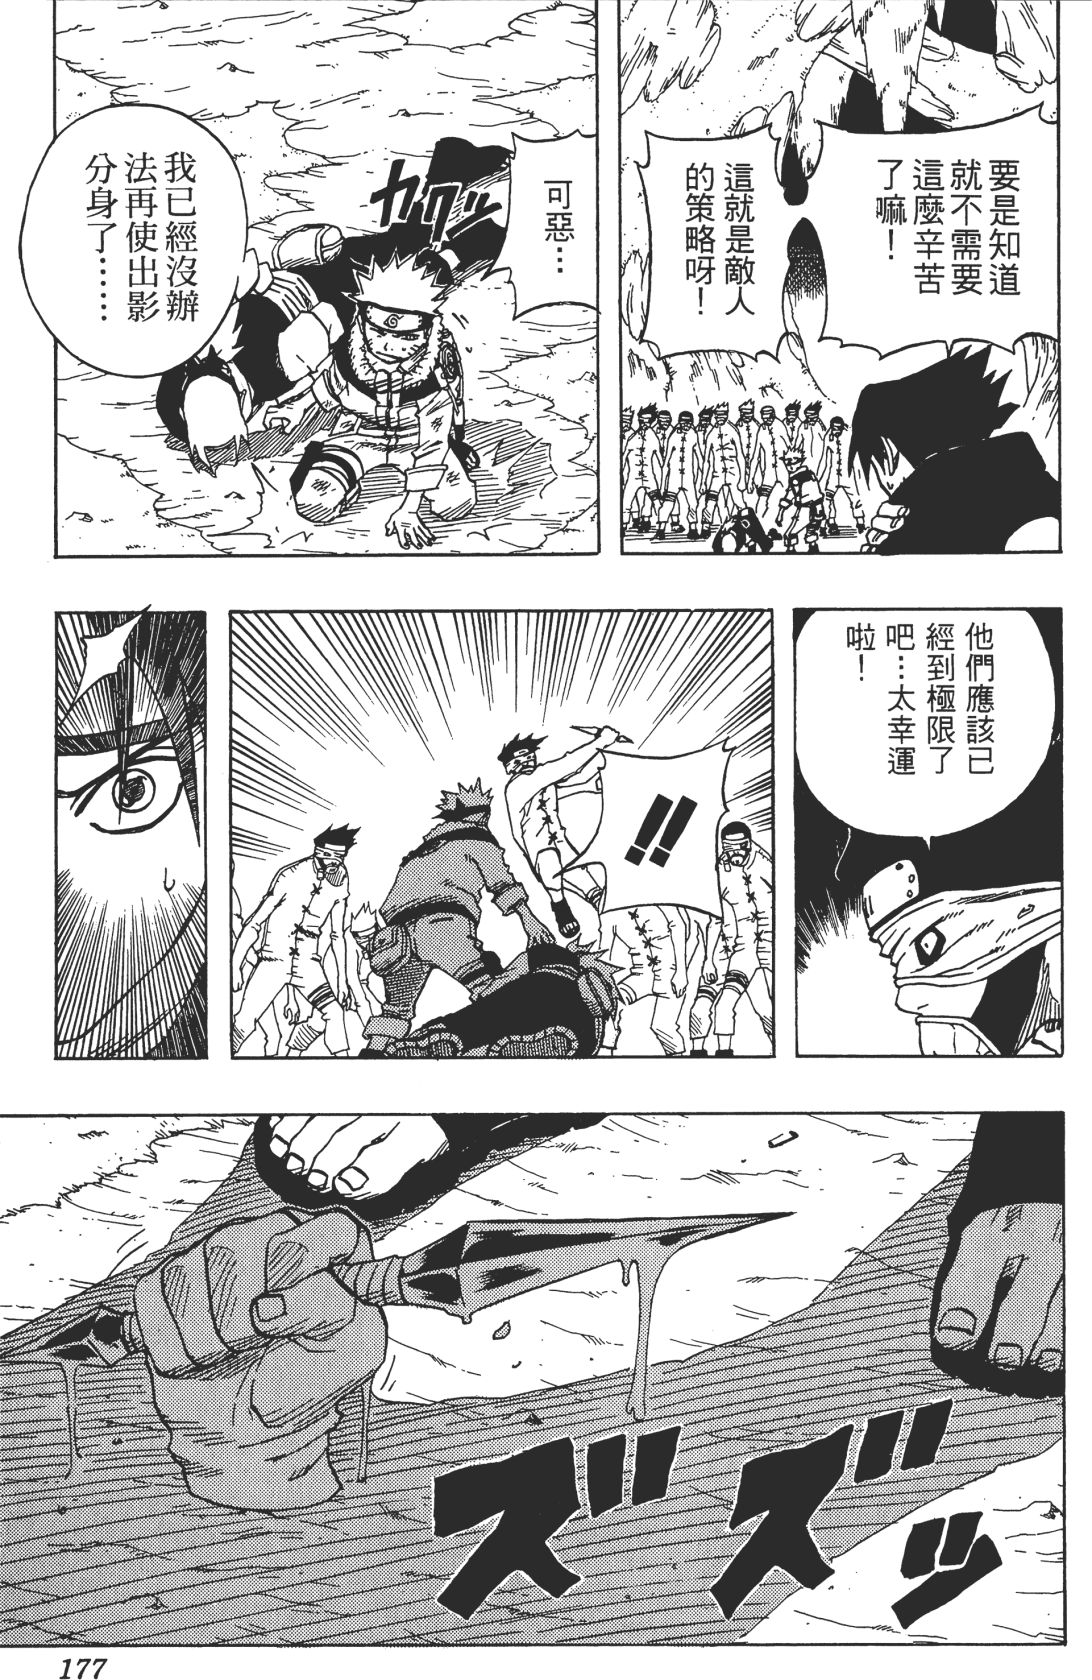 要是知道
就不需要
這麼辛苦
了嘛！
這就是敵人
的策略呀！
可惡…
ガクッ
我已經沒辦
法再使出影
分身了……
他們應該已
經到極限了
吧…太幸運
啦！
!!
ズズッ
177